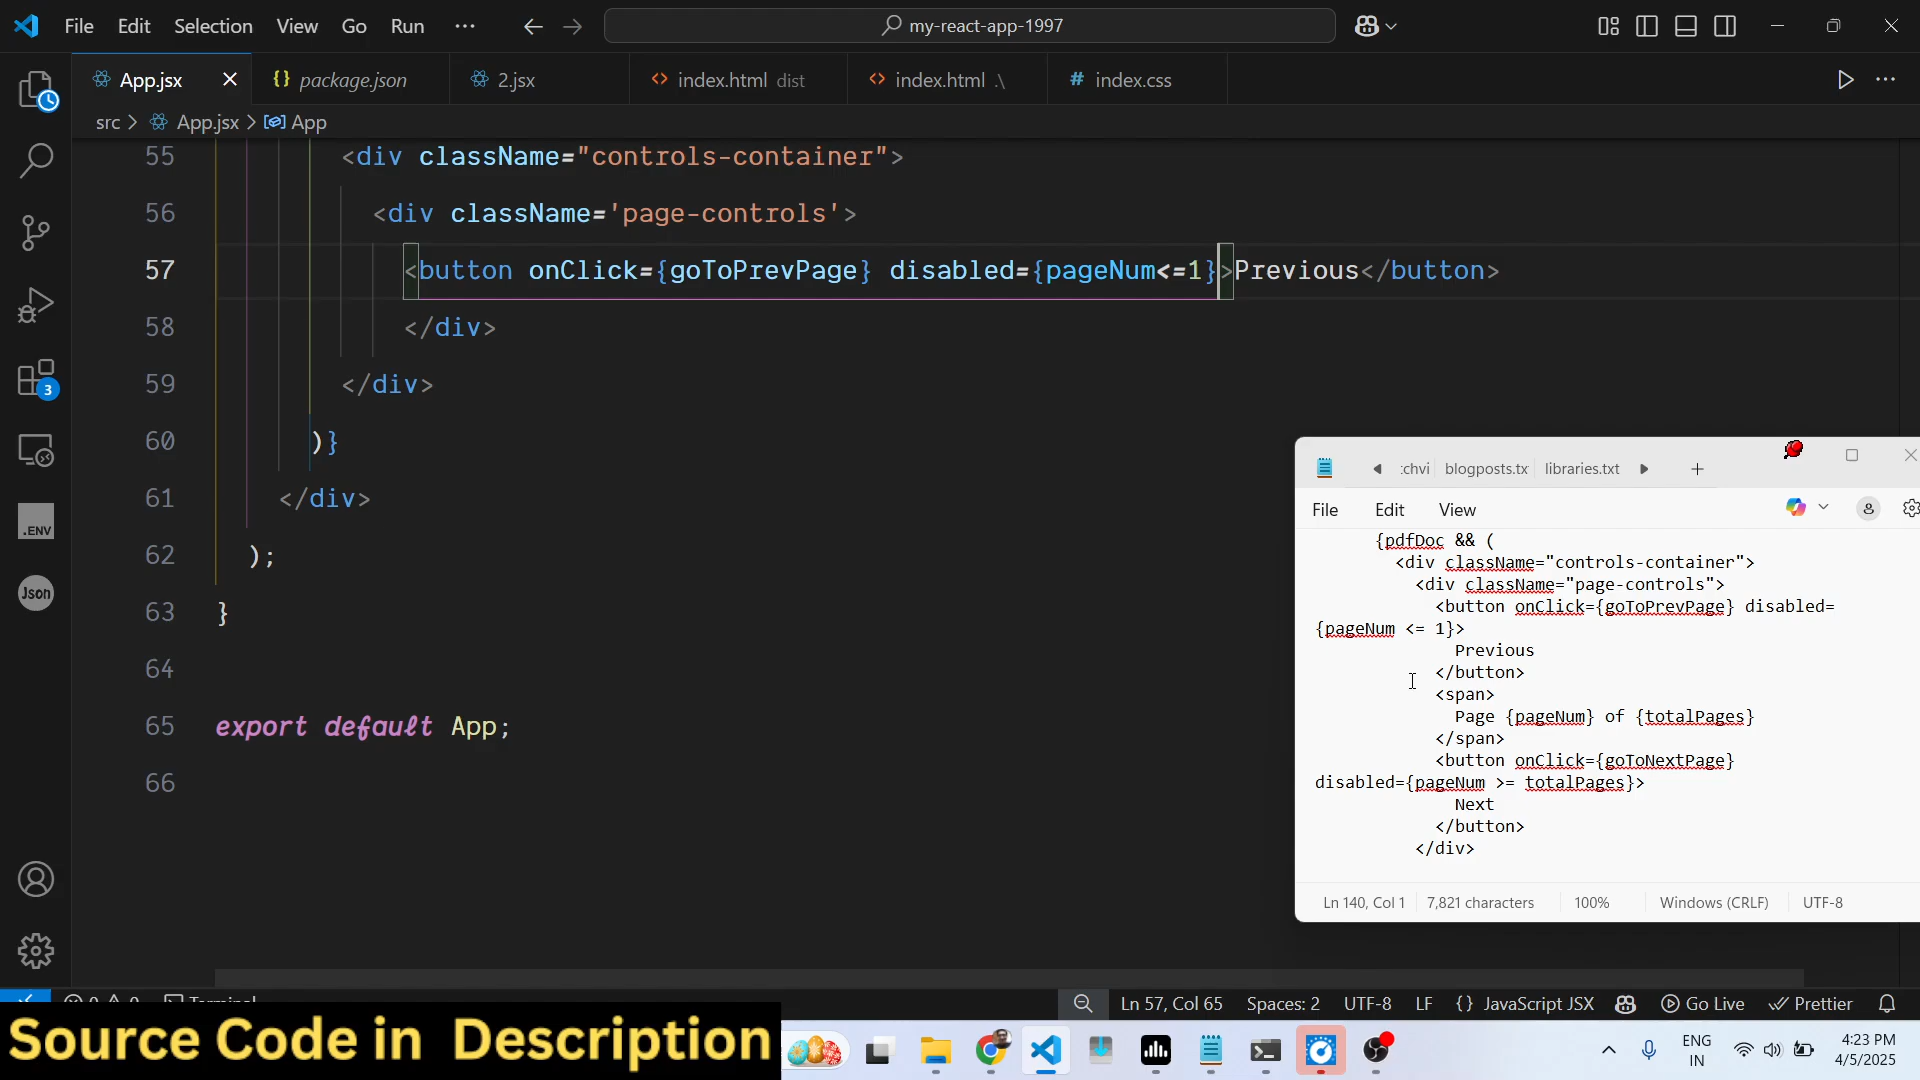 File Edit Selection View Go Run ··· my-react-app-1997
App.jsx package.json 2.jsx index.html dist index.html .\ # index.css
src > App.jsx > App
55 <div className="controls-container">
56 <div className='page-controls'>
57 <button onClick={goToPrevPage} disabled={pageNum<=1}>Previous</button>
58 </div>
59 </div>
60 )}
61 </div>
62 );
63 }
64
65 export default App;
66
3
.ENV
Json
:chvi blogposts.tx libraries.txt
File Edit View
{pdfDoc && (
<div className="controls-container">
<div className="page-controls">
<button onClick={goToPrevPage} disabled=
{pageNum <= 1}>
Previous
</button>
<span>
Page {pageNum} of {totalPages}
</span>
<button onClick={goToNextPage}
disabled={pageNum >= totalPages}>
Next
</button>
</div>
Ln 140, Col 1 7,821 characters 100% Windows (CRLF) UTF-8
Ln 57, Col 65 Spaces: 2 UTF-8 LF {} JavaScript JSX Go Live Prettier
Source Code in Description
ENG
IN
4:23 PM
4/5/2025